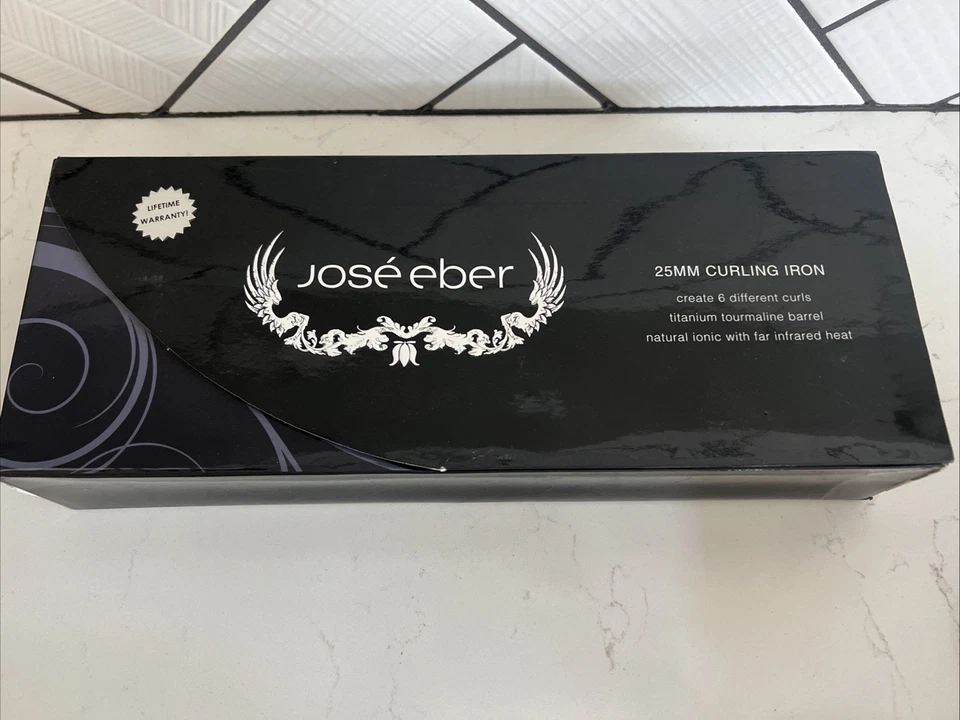 LIFETIME
WARRANTY!
José eber
25MM CURLING IRON
create 6 different curls
titanium tourmaline barrel
natural ionic with far infrared heat